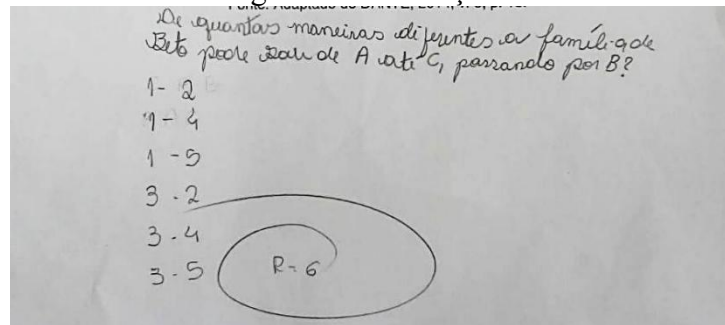 De quantas maneiras diferentes a família de
Beto pode sair de A até C, passando por B?
1- 2
1- 4
1 - 5
3 - 2
3 - 4
3 - 5
R = 6